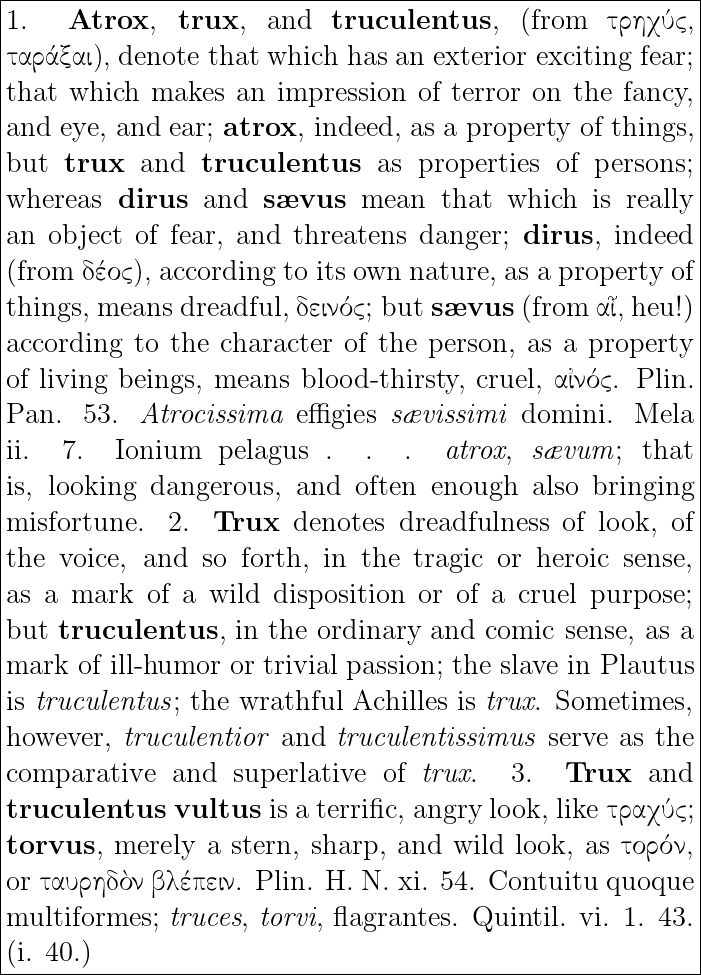 1. Atrox, trux, and truculentus, (from τρηχύς,
ταράξαι), denote that which has an exterior exciting fear;
that which makes an impression of terror on the fancy,
and eye, and ear; atrox, indeed, as a property of things,
but trux and truculentus as properties of persons;
whereas dirus and sævus mean that which is really
an object of fear, and threatens danger; dirus, indeed
(from δέος), according to its own nature, as a property of
things, means dreadful, δεινός; but sævus (from αἶ, heu!)
according to the character of the person, as a property
of living beings, means blood-thirsty, cruel, αἰνός. Plin.
Pan. 53. Atrocissima effigies sævissimi domini. Mela
ii. 7. Ionium pelagus . . . atrox, sævum; that
is, looking dangerous, and often enough also bringing
misfortune. 2. Trux denotes dreadfulness of look, of
the voice, and so forth, in the tragic or heroic sense,
as a mark of a wild disposition or of a cruel purpose;
but truculentus, in the ordinary and comic sense, as a
mark of ill-humor or trivial passion; the slave in Plautus
is truculentus; the wrathful Achilles is trux. Sometimes,
however, truculentior and truculentissimus serve as the
comparative and superlative of trux. 3. Trux and
truculentus vultus is a terrific, angry look, like τραχύς;
torvus, merely a stern, sharp, and wild look, as τορόν,
or ταυρηδὸν βλέπειν. Plin. H. N. xi. 54. Contuitu quoque
multiformes; truces, torvi, flagrantes. Quintil. vi. 1. 43.
(i. 40.)